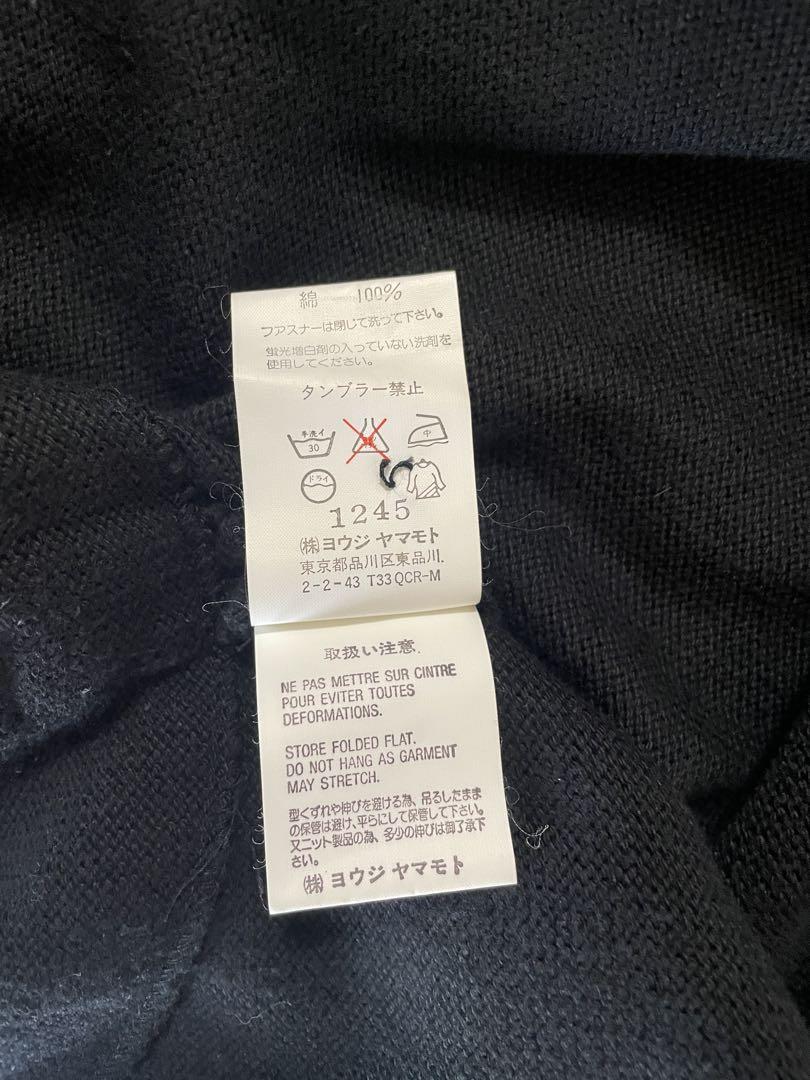 綿 100%
ファスナーは閉じて洗って下さい。
蛍光増白剤の入っていない洗剤を
使用してください。
タンブラー禁止
手洗イ
30
中
ドライ
1245
㈱ヨウジ ヤマモト
東京都品川区東品川.
2-2-43 T33QCR-M
取扱い注意.
NE PAS METTRE SUR CINTRE
POUR EVITER TOUTES
DEFORMATIONS.
STORE FOLDED FLAT.
DO NOT HANG AS GARMENT
MAY STRETCH.
型くずれや伸びを避ける為、吊るしたまま
の保管は避け、平らにして保管して下さい。
又ニット製品の為、多少の伸びは御了承下
さい。
㈱ヨウジ ヤマモト